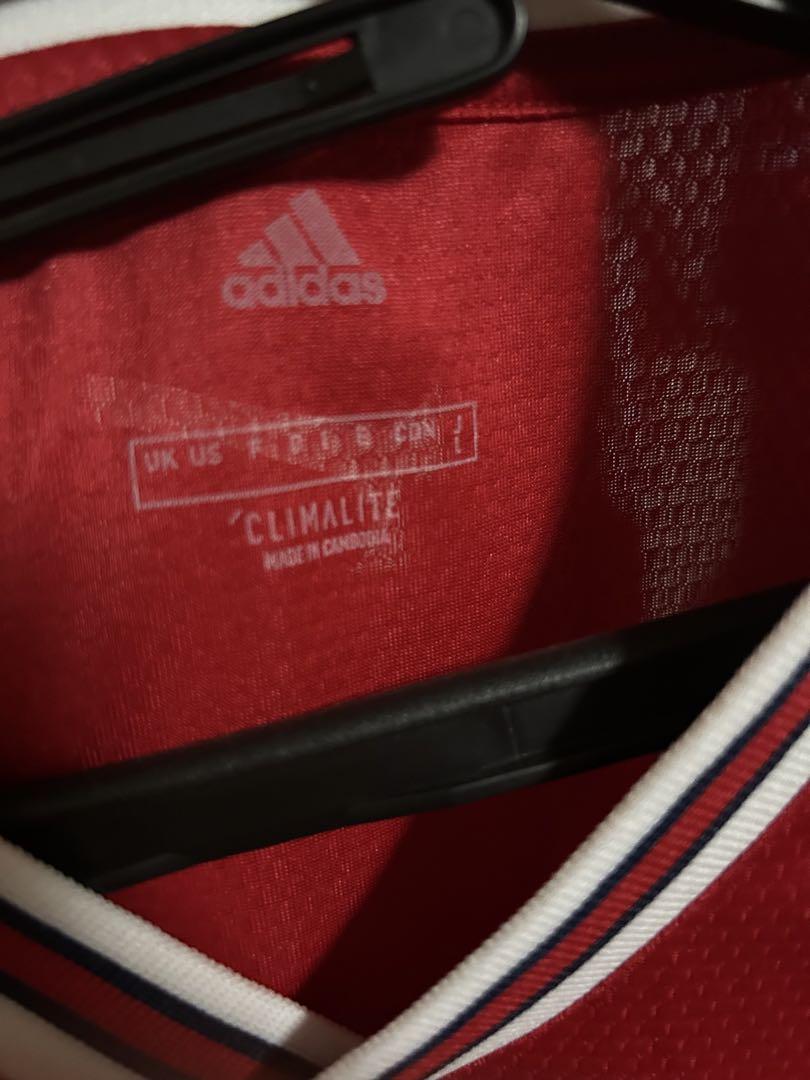 adidas
UK US F D E B CDN J
L
CLIMALITE
MADE IN CAMBODIA